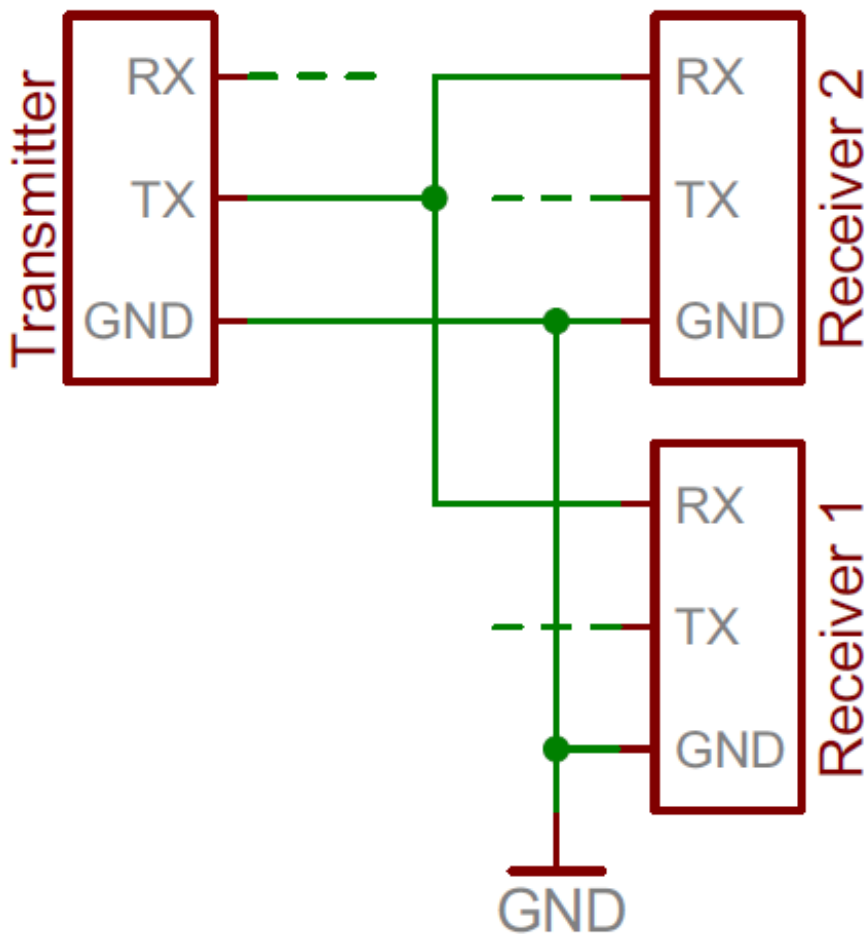 Transmitter
RX
TX
GND
RX
TX
GND
Receiver 2
RX
TX
GND
Receiver 1
GND